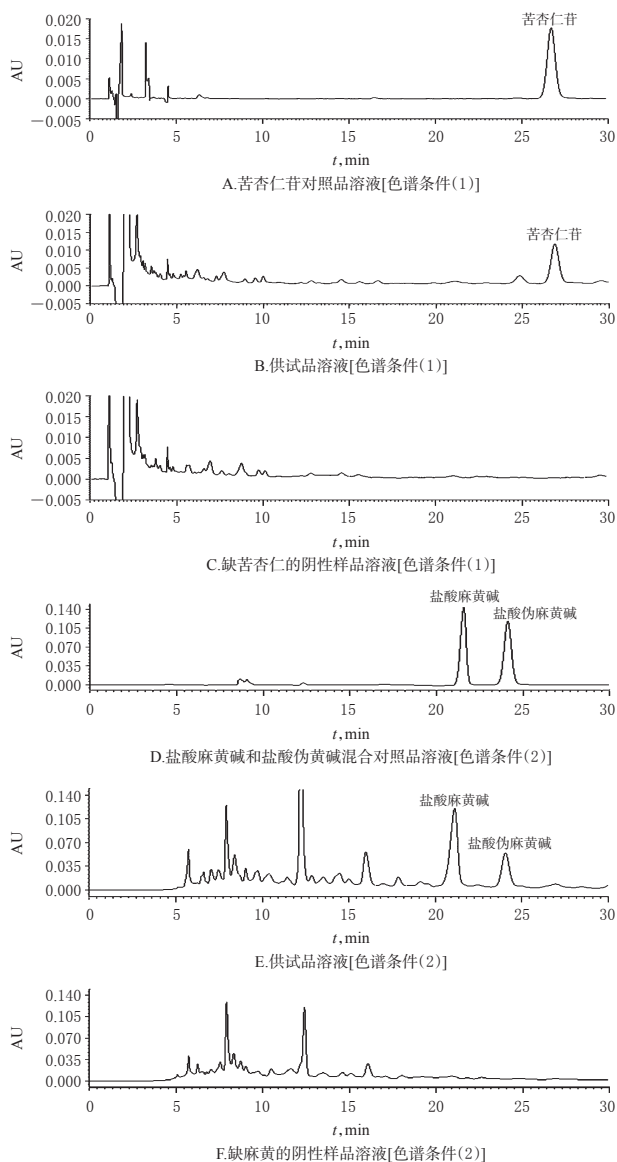 苦杏仁苷
0.020
0.015
0.010
0.005
0.000
−0.005
AU
0 5 10 15 20 25 30
t,min
A.苦杏仁苷对照品溶液[色谱条件(1)]
苦杏仁苷
0.020
0.015
0.010
0.005
0.000
−0.005
AU
0 5 10 15 20 25 30
t,min
B.供试品溶液[色谱条件(1)]
0.020
0.015
0.010
0.005
0.000
−0.005
AU
0 5 10 15 20 25 30
t,min
C.缺苦杏仁的阴性样品溶液[色谱条件(1)]
盐酸麻黄碱
盐酸伪麻黄碱
0.140
0.105
0.070
0.035
0.000
AU
0 5 10 15 20 25 30
t,min
D.盐酸麻黄碱和盐酸伪黄碱混合对照品溶液[色谱条件(2)]
盐酸麻黄碱
盐酸伪麻黄碱
0.140
0.105
0.070
0.035
0.000
AU
0 5 10 15 20 25 30
t,min
E.供试品溶液[色谱条件(2)]
0.140
0.105
0.070
0.035
0.000
AU
0 5 10 15 20 25 30
t,min
F.缺麻黄的阴性样品溶液[色谱条件(2)]